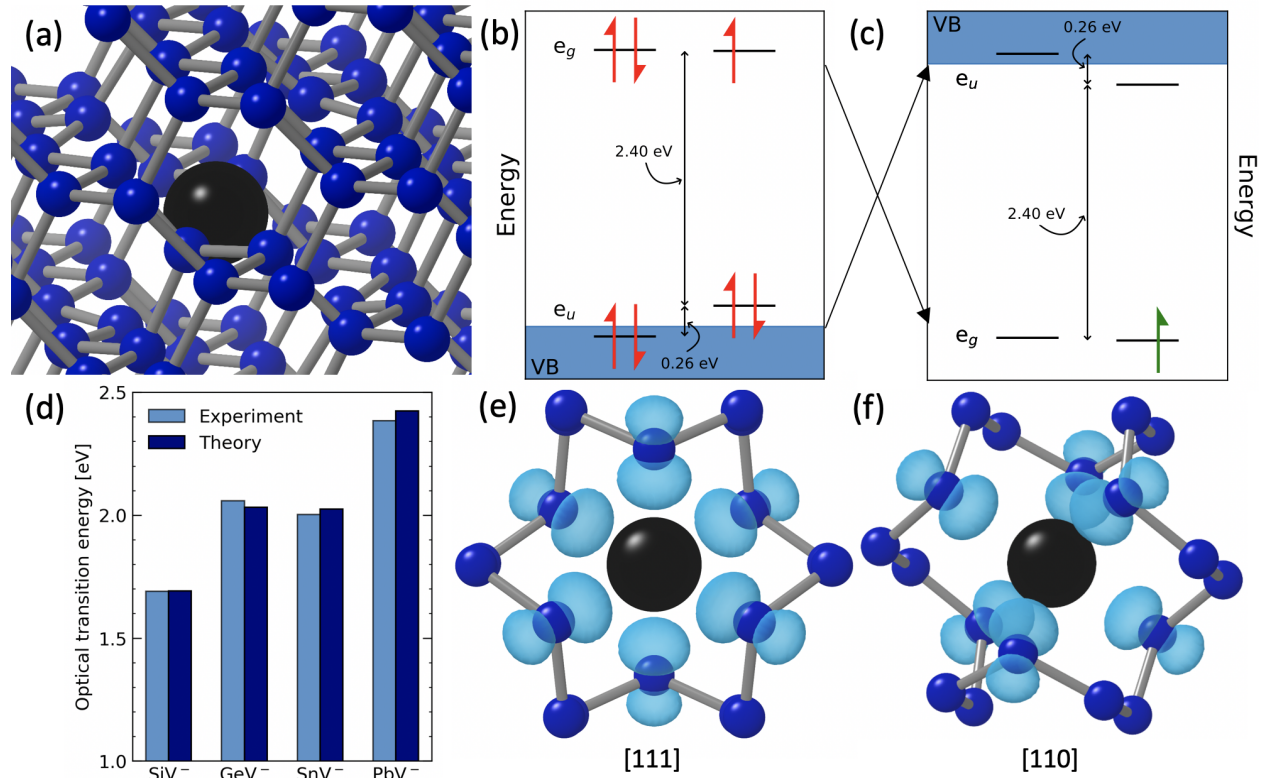 (a)
(b)
Energy
e_g
2.40 eV
e_u
VB
0.26 eV
(c)
VB
0.26 eV
e_u
2.40 eV
e_g
Energy
(d)
Optical transition energy [eV]
2.5
2.0
1.5
1.0
Experiment
Theory
SiV⁻
GeV⁻
SnV⁻
PbV⁻
(e)
[111]
(f)
[110]